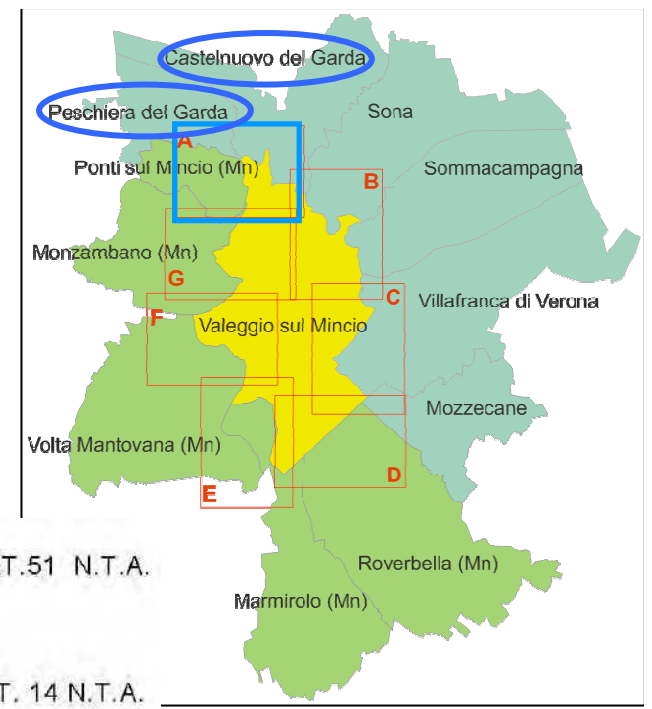 Castelnuovo del Garda
Peschiera del Garda
Sona
A
Ponti sul Mincio (Mn)
Sommacampagna
B
Monzambano (Mn)
G
C
Villafranca di Verona
F
Valeggio sul Mincio
Mozzecane
Volta Mantovana (Mn)
D
E
T.51 N.T.A.
Roverbella (Mn)
Marmirolo (Mn)
T. 14 N.T.A.